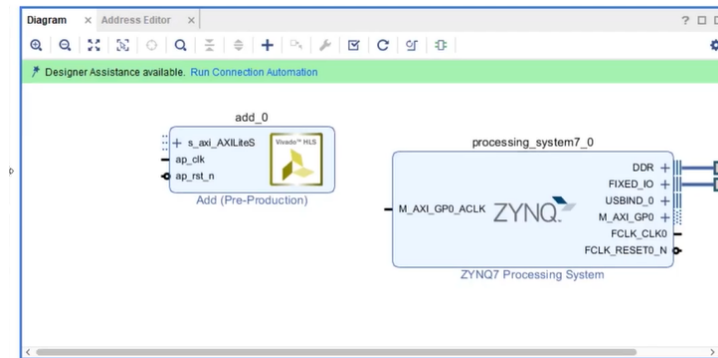 Diagram × Address Editor ×
Designer Assistance available. Run Connection Automation
add_0
s_axi_AXILiteS
ap_clk
ap_rst_n
Vivado™ HLS
Add (Pre-Production)
processing_system7_0
M_AXI_GP0_ACLK
ZYNQ
DDR
FIXED_IO
USBIND_0
M_AXI_GP0
FCLK_CLK0
FCLK_RESET0_N
ZYNQ7 Processing System